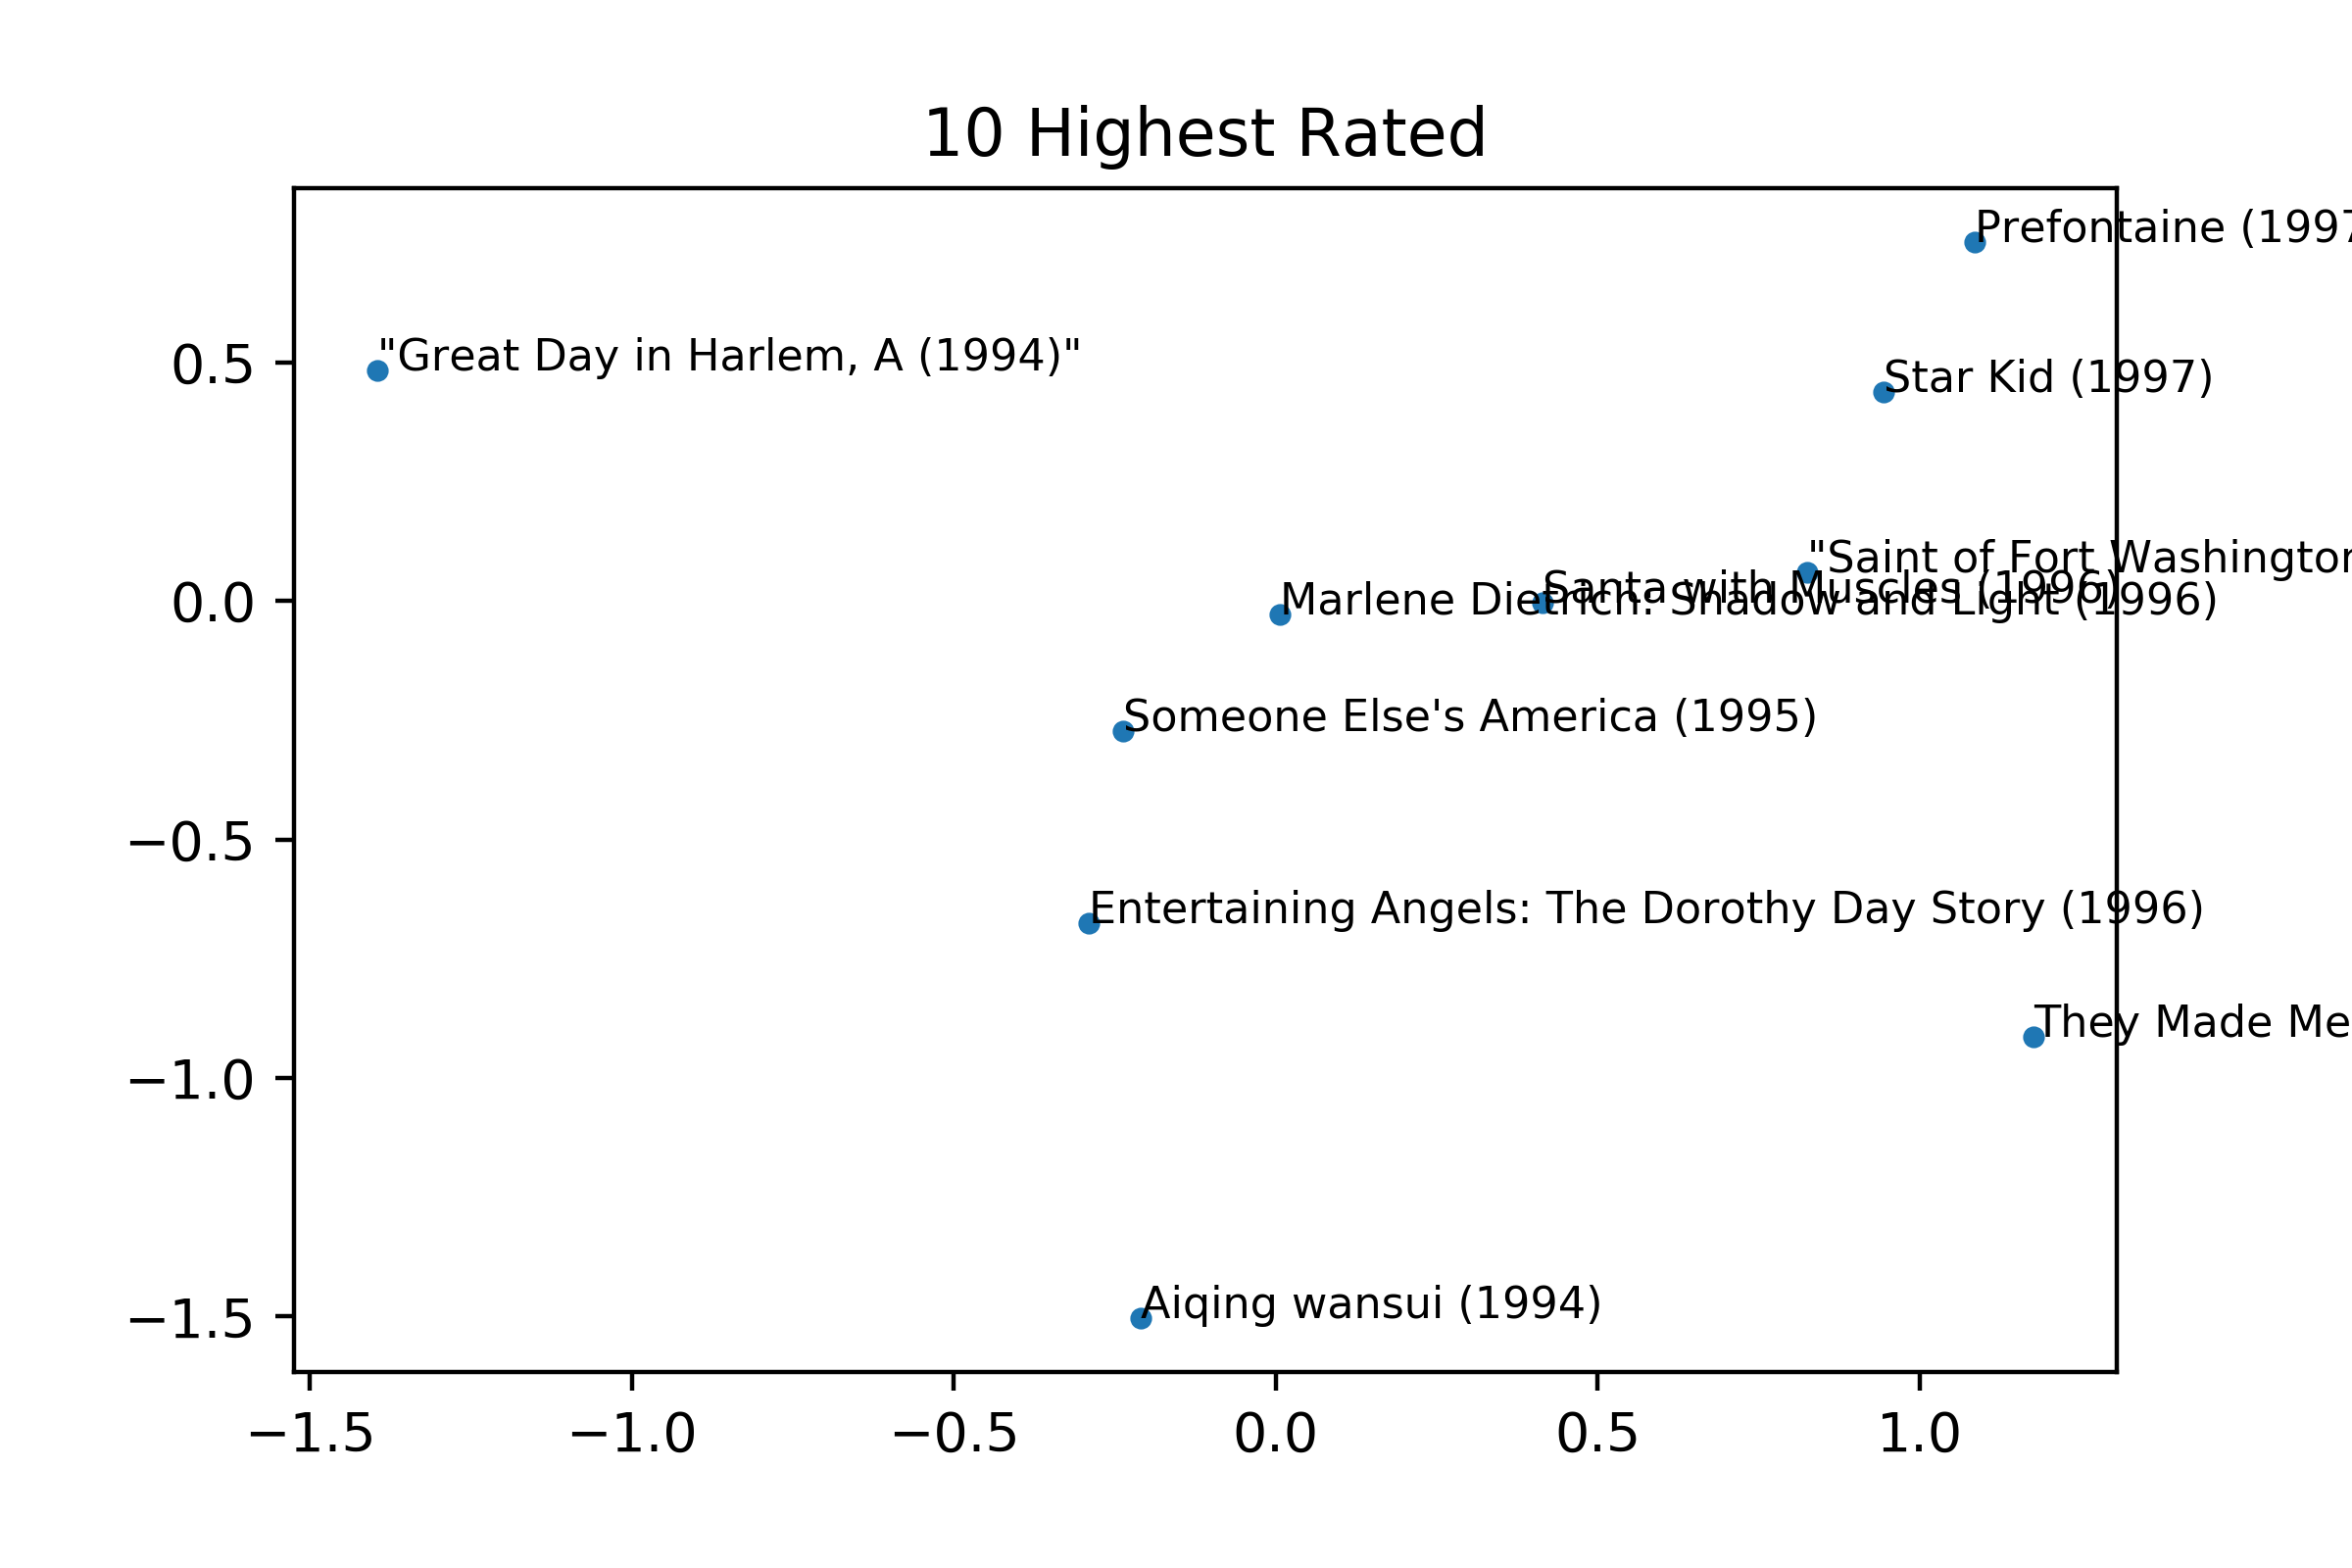 10 Highest Rated
Prefontaine (1997
"Great Day in Harlem, A (1994)"
Star Kid (1997)
"Saint of Fort Washington
Santa with Muscles (1996)
Marlene Dietrich: Shadow and Light (1996)
Someone Else's America (1995)
Entertaining Angels: The Dorothy Day Story (1996)
They Made Me
Aiqing wansui (1994)
0.5
0.0
−0.5
−1.0
−1.5
−1.5 −1.0 −0.5 0.0 0.5 1.0